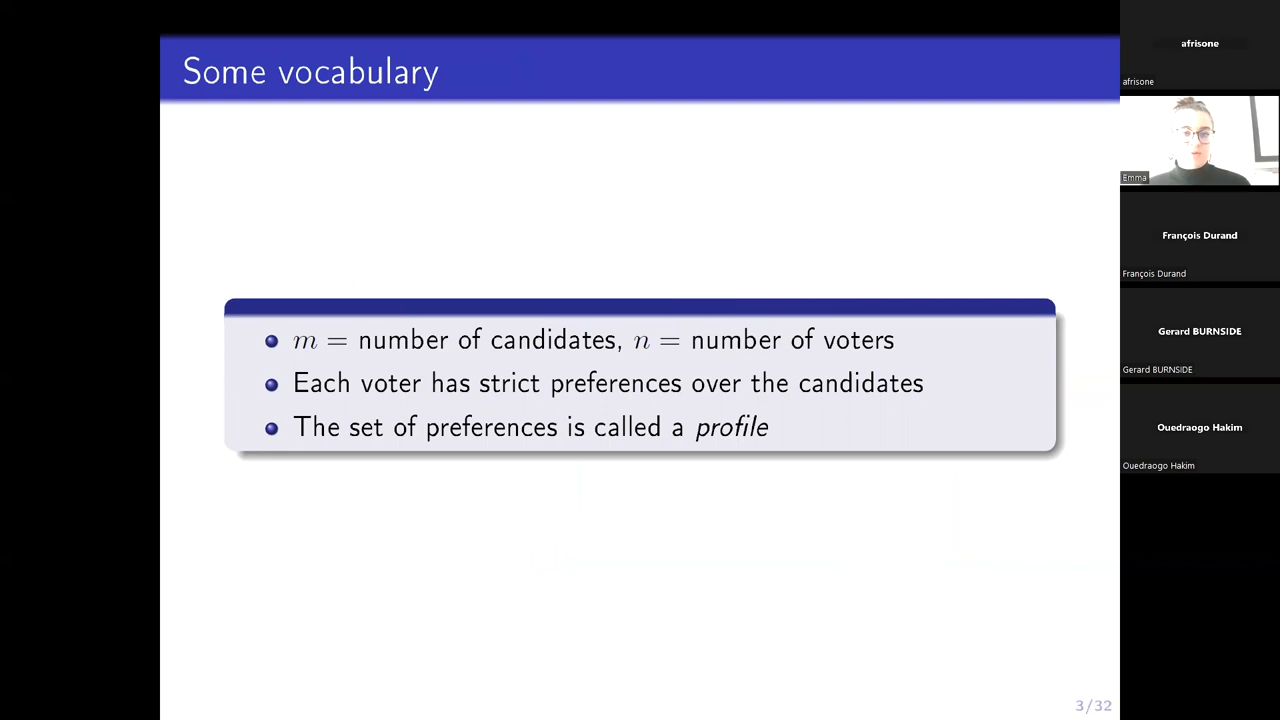 Some vocabulary
m = number of candidates, n = number of voters
Each voter has strict preferences over the candidates
The set of preferences is called a profile
3/32
afrisone
afrisone
Emma
François Durand
François Durand
Gerard BURNSIDE
Gerard BURNSIDE
Ouedraogo Hakim
Ouedraogo Hakim